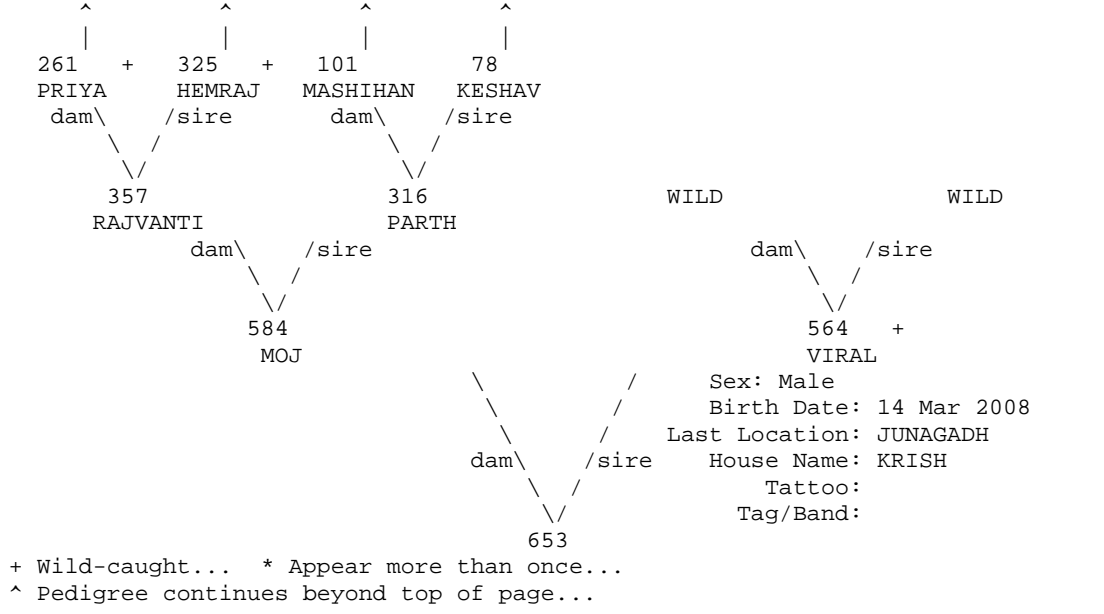 ^ ^ ^ ^
| | | |
261 + 325 + 101 78
PRIYA HEMRAJ MASHIHAN KESHAV
dam\ /sire dam\ /sire
\ / \ /
\/ \/
357 316 WILD WILD
RAJVANTI PARTH
dam\ /sire dam\ /sire
\ / \ /
\/ \/
584 564 +
MOJ VIRAL
\ / Sex: Male
\ / Birth Date: 14 Mar 2008
\ / Last Location: JUNAGADH
dam\ /sire House Name: KRISH
\ / Tattoo:
\/ Tag/Band:
653
+ Wild-caught... * Appear more than once...
^ Pedigree continues beyond top of page...